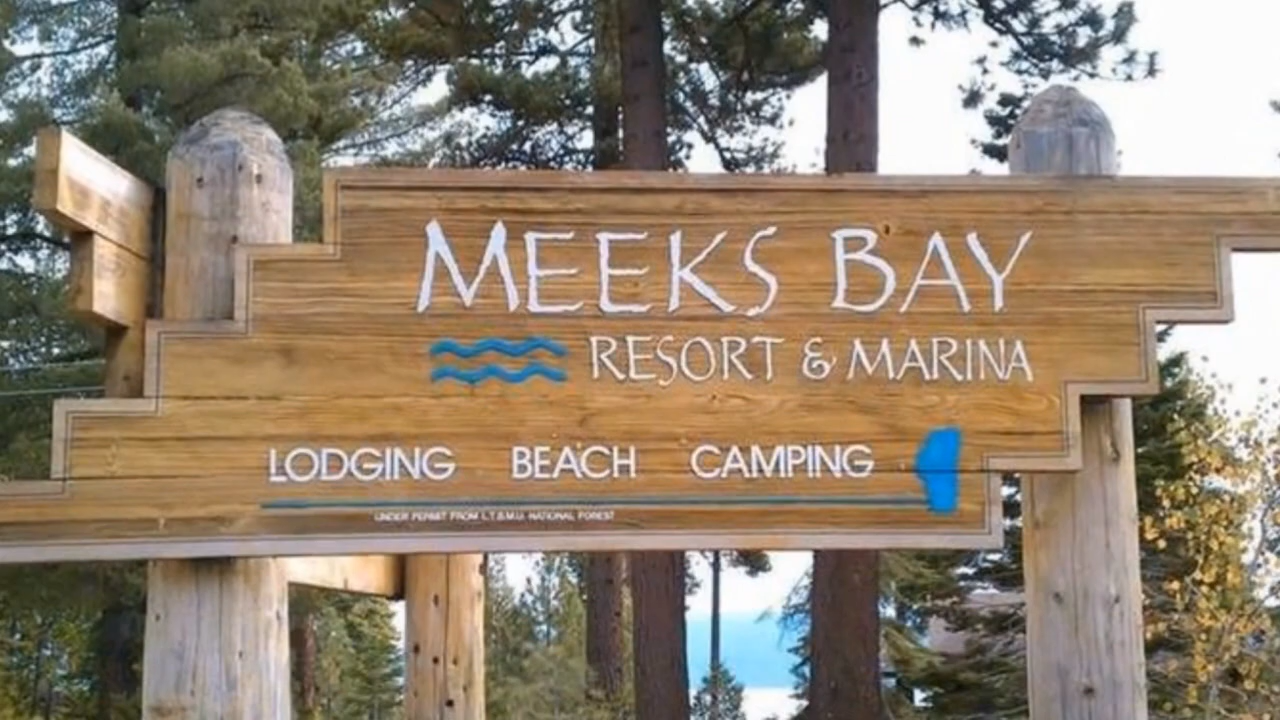 MEEKS BAY
RESORT & MARINA
LODGING BEACH CAMPING
UNDER PERMIT FROM L.T.B.M.U. NATIONAL FOREST